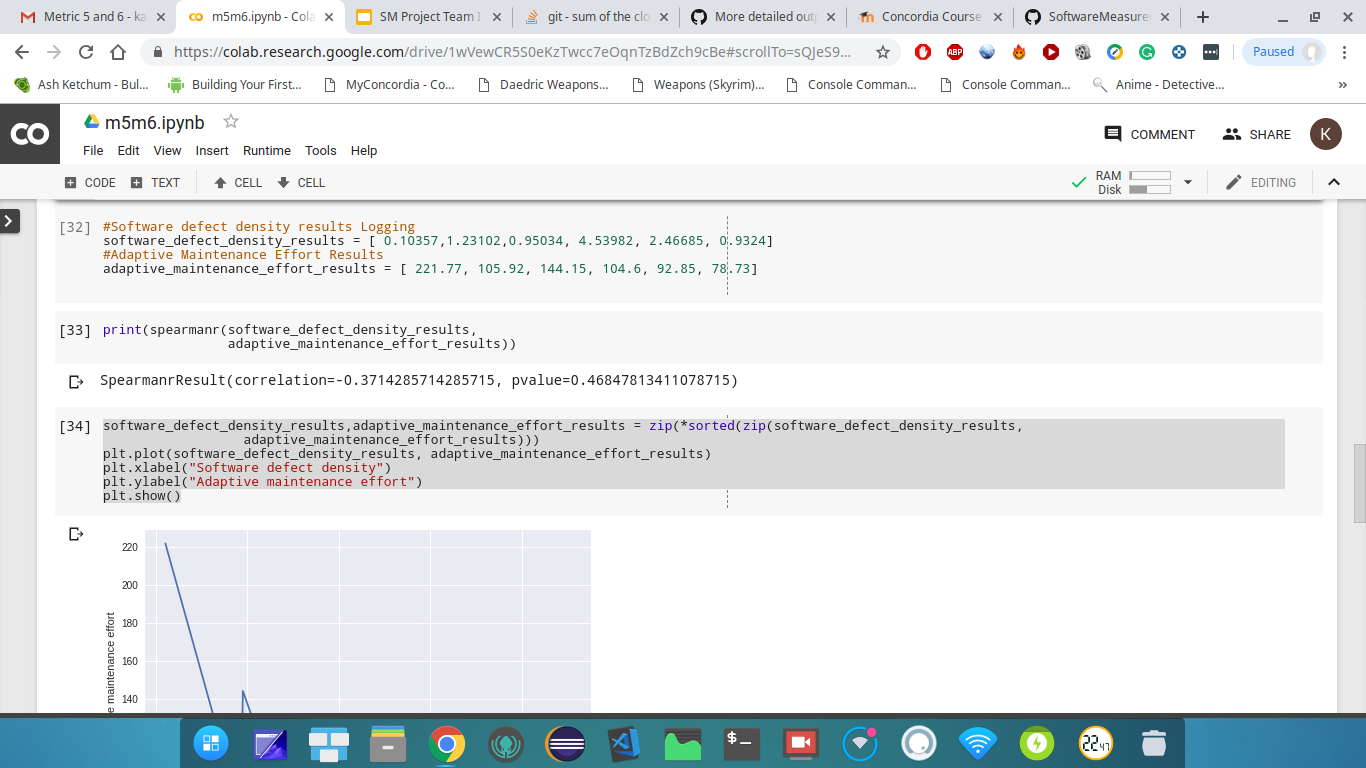 Metric 5 and 6 - ka
m5m6.ipynb - Cola
SM Project Team I
git - sum of the clo
More detailed outp
Concordia Course
SoftwareMeasure
https://colab.research.google.com/drive/1wVewCR5S0eKzTwcc7eOqnTzBdZch9cBe#scrollTo=sQJeS9...
ABP
Paused
Ash Ketchum - Bul...
Building Your First...
MyConcordia - Co...
Daedric Weapons...
Weapons (Skyrim)...
Console Comman...
Console Comman...
Anime - Detective...
»
CO
m5m6.ipynb
COMMENT
SHARE
K
File Edit View Insert Runtime Tools Help
CODE
TEXT
CELL
CELL
RAM
Disk
EDITING
[32] #Software defect density results Logging
software_defect_density_results = [ 0.10357,1.23102,0.95034, 4.53982, 2.46685, 0.9324]
#Adaptive Maintenance Effort Results
adaptive_maintenance_effort_results = [ 221.77, 105.92, 144.15, 104.6, 92.85, 78.73]
[33] print(spearmanr(software_defect_density_results,
adaptive_maintenance_effort_results))
SpearmanrResult(correlation=-0.3714285714285715, pvalue=0.46847813411078715)
[34] software_defect_density_results,adaptive_maintenance_effort_results = zip(*sorted(zip(software_defect_density_results,
adaptive_maintenance_effort_results)))
plt.plot(software_defect_density_results, adaptive_maintenance_effort_results)
plt.xlabel("Software defect density")
plt.ylabel("Adaptive maintenance effort")
plt.show()
220
200
180
160
140
e maintenance effort
$−
22 47